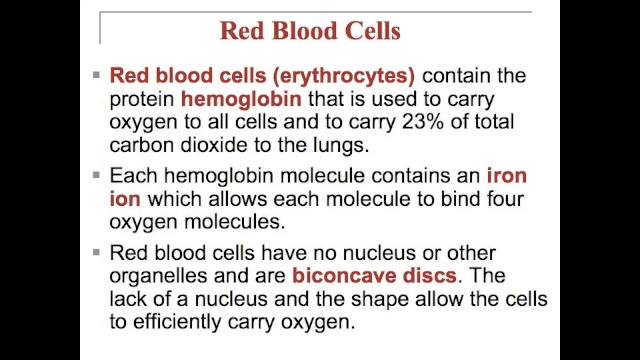 Red Blood Cells
Red blood cells (erythrocytes) contain the
protein hemoglobin that is used to carry
oxygen to all cells and to carry 23% of total
carbon dioxide to the lungs.
Each hemoglobin molecule contains an iron
ion which allows each molecule to bind four
oxygen molecules.
Red blood cells have no nucleus or other
organelles and are biconcave discs. The
lack of a nucleus and the shape allow the cells
to efficiently carry oxygen.